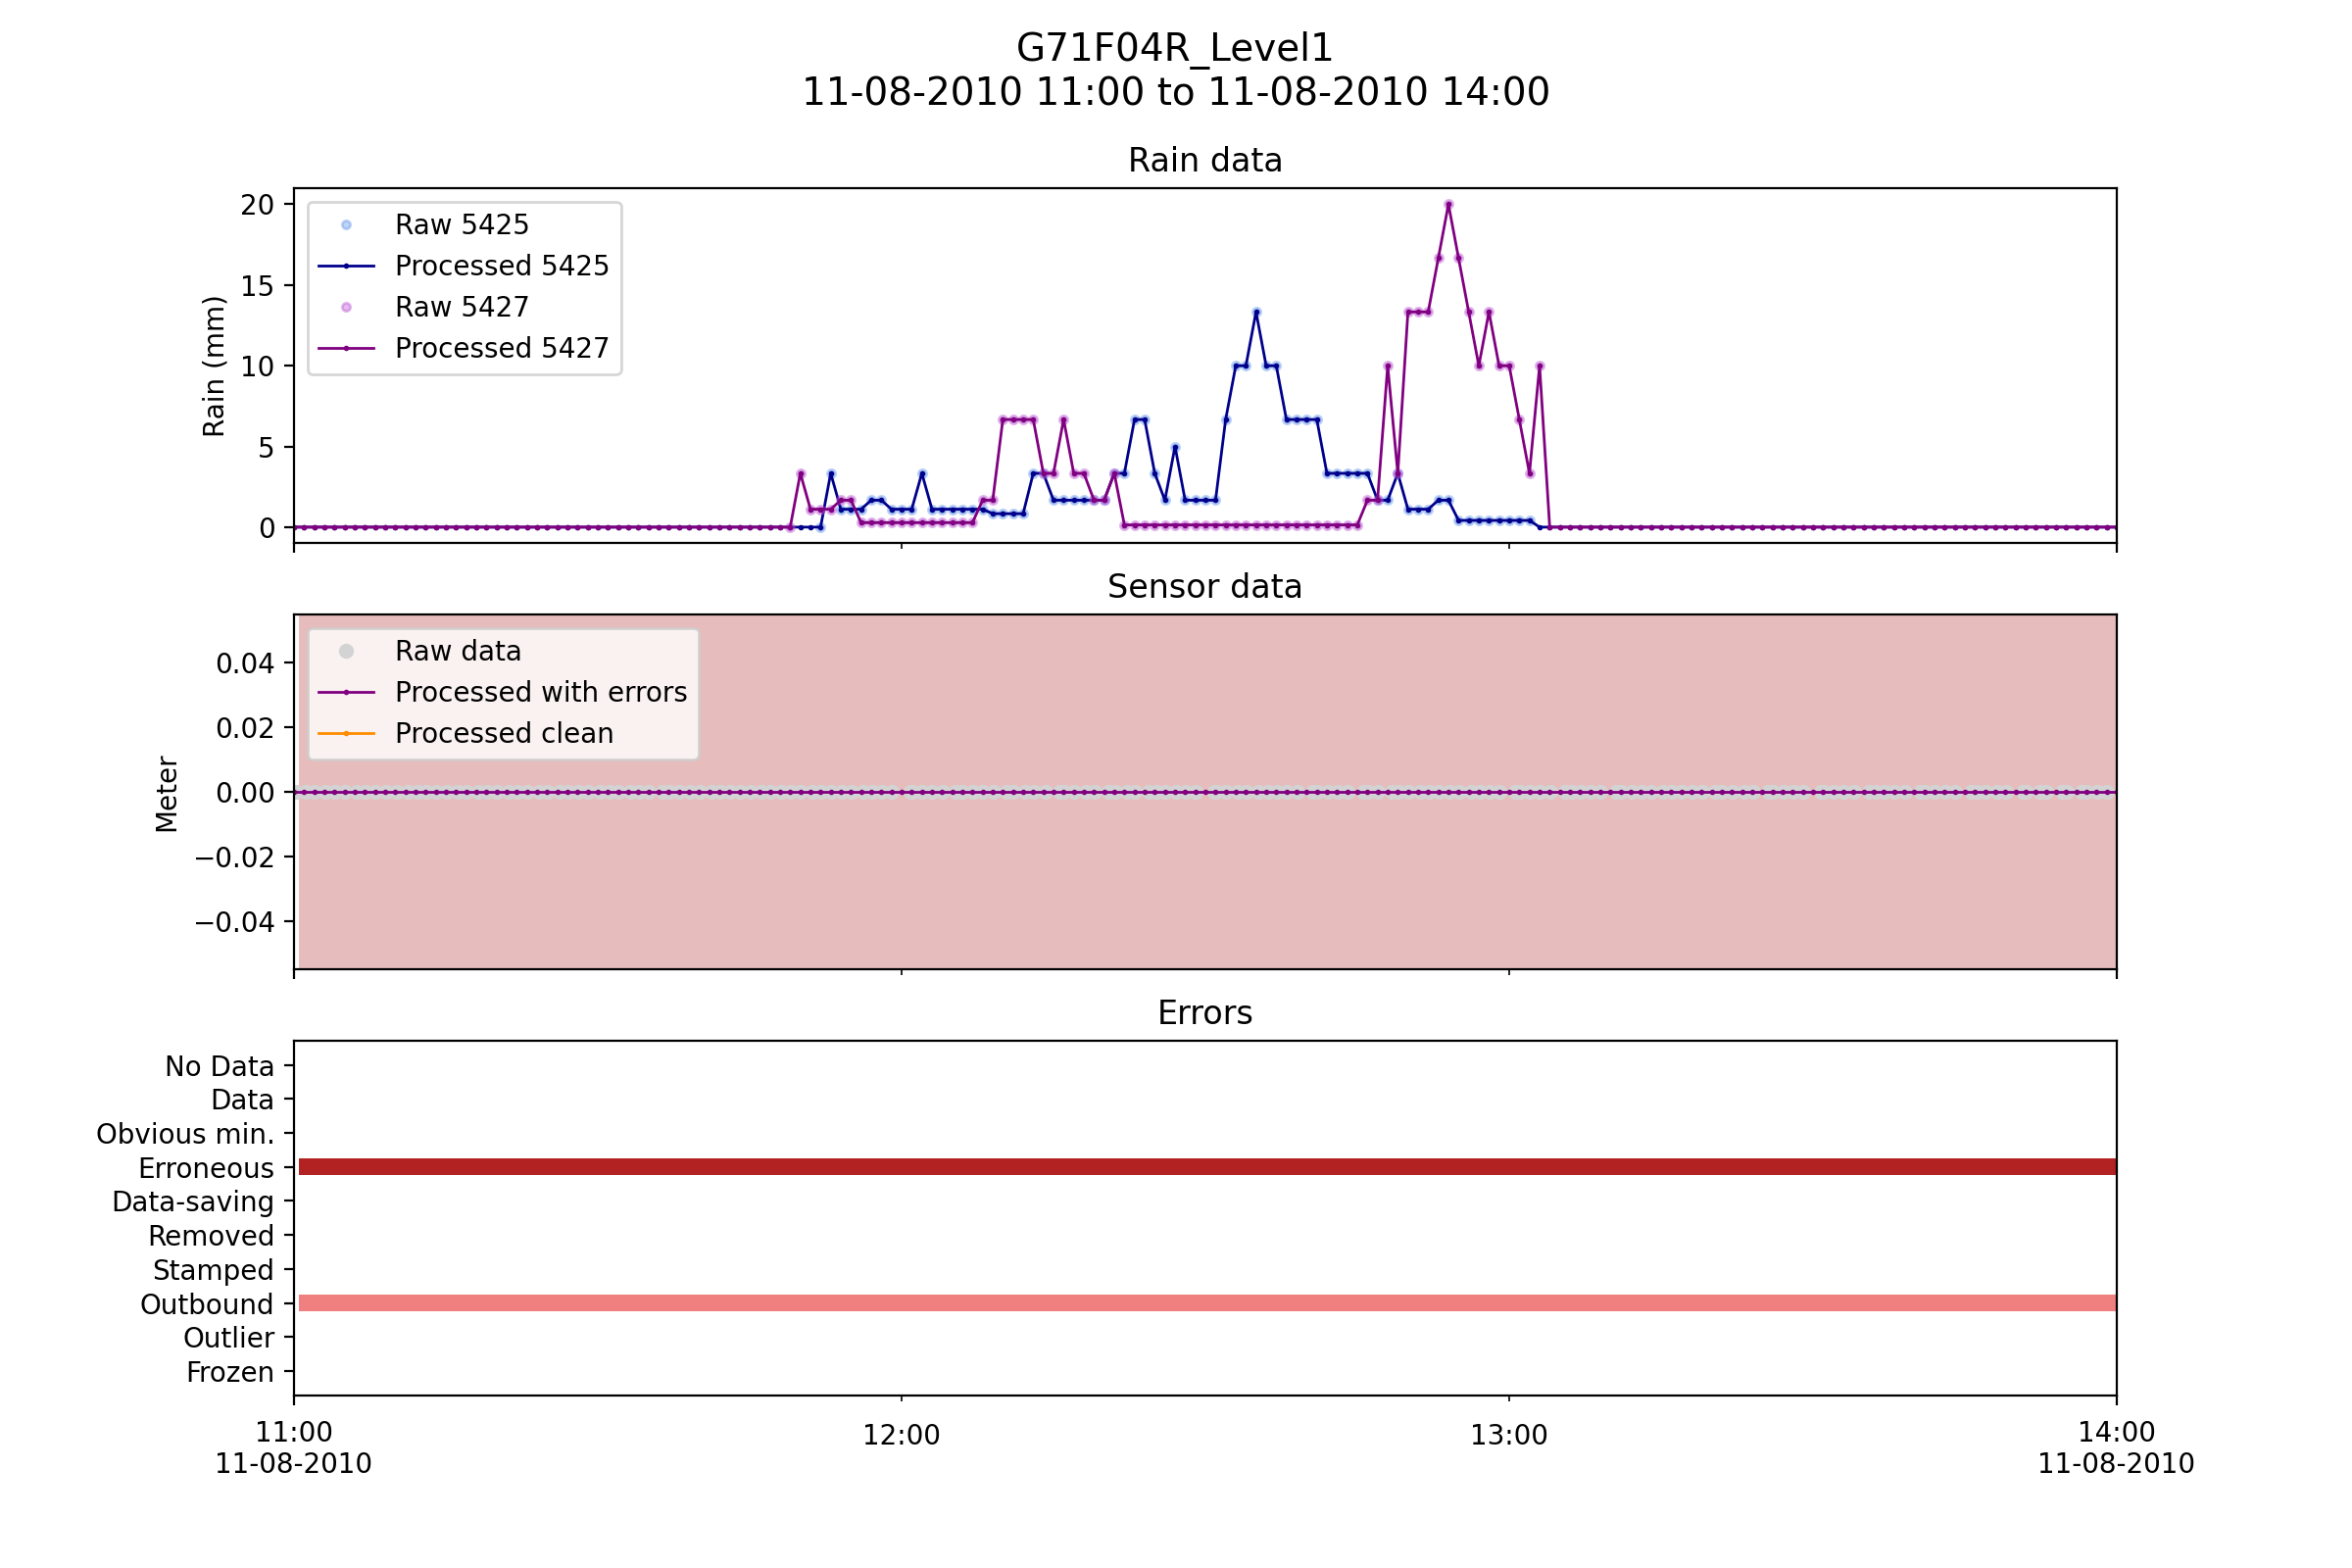 G71F04R_Level1
11-08-2010 11:00 to 11-08-2010 14:00
Rain data
20
15
10
5
0
Rain (mm)
Raw 5425
Processed 5425
Raw 5427
Processed 5427
Sensor data
0.04
0.02
0.00
−0.02
−0.04
Meter
Raw data
Processed with errors
Processed clean
Errors
No Data
Data
Obvious min.
Erroneous
Data-saving
Removed
Stamped
Outbound
Outlier
Frozen
11:00 12:00 13:00 14:00
11-08-2010 11-08-2010